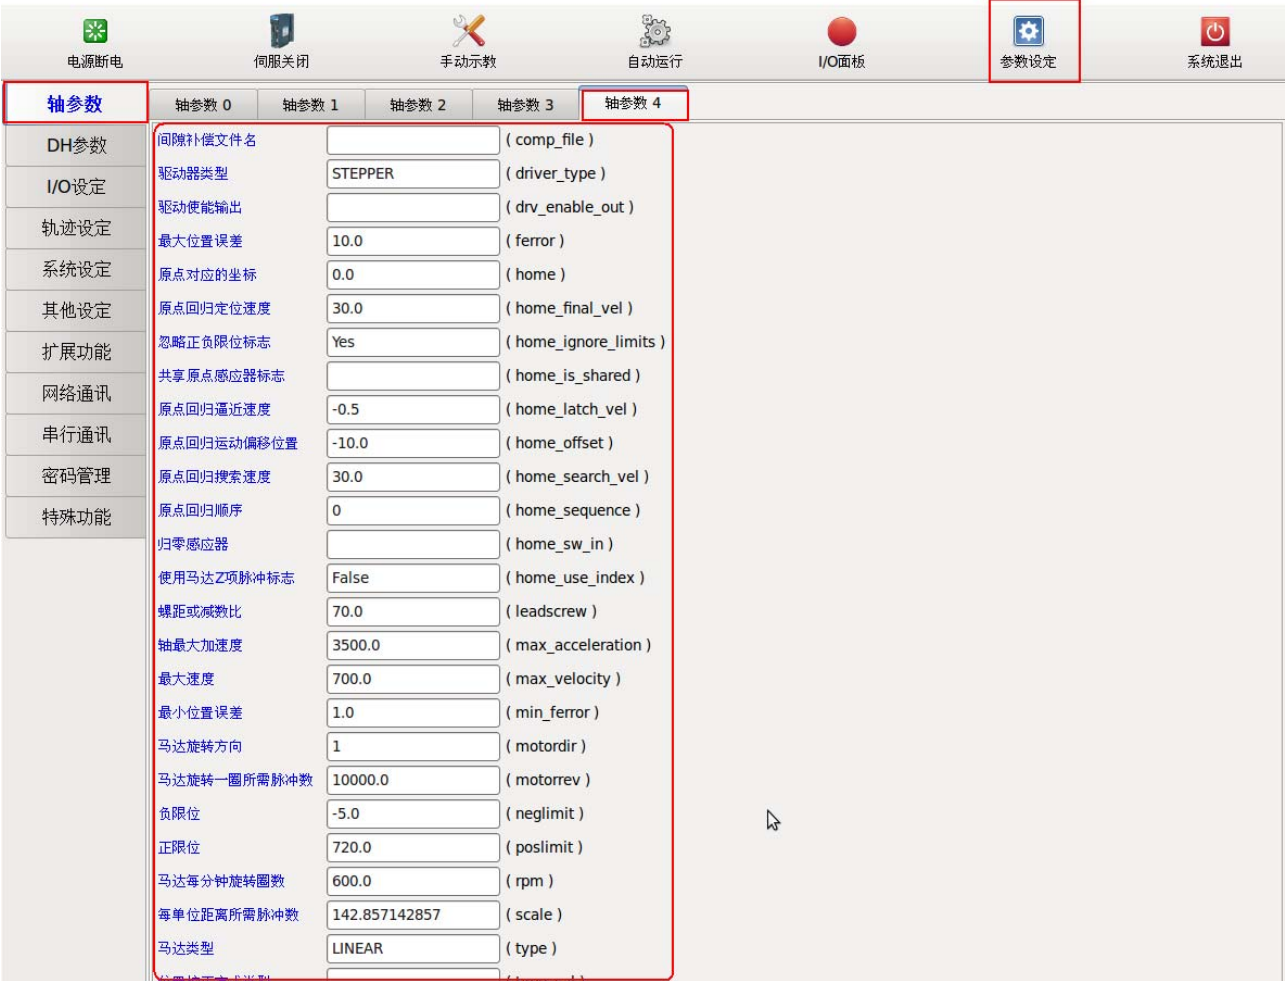 电源断电 伺服关闭 手动示教 自动运行 I/O面板 参数设定 系统退出
轴参数 轴参数 0 轴参数 1 轴参数 2 轴参数 3 轴参数 4
DH参数
I/O设定
轨迹设定
系统设定
其他设定
扩展功能
网络通讯
串行通讯
密码管理
特殊功能
间隙补偿文件名 ( comp_file )
驱动器类型 STEPPER ( driver_type )
驱动使能输出 ( drv_enable_out )
最大位置误差 10.0 ( ferror )
原点对应的坐标 0.0 ( home )
原点回归定位速度 30.0 ( home_final_vel )
忽略正负限位标志 Yes ( home_ignore_limits )
共享原点感应器标志 ( home_is_shared )
原点回归逼近速度 -0.5 ( home_latch_vel )
原点回归运动偏移位置 -10.0 ( home_offset )
原点回归搜索速度 30.0 ( home_search_vel )
原点回归顺序 0 ( home_sequence )
归零感应器 ( home_sw_in )
使用马达Z项脉冲标志 False ( home_use_index )
螺距或减数比 70.0 ( leadscrew )
轴最大加速度 3500.0 ( max_acceleration )
最大速度 700.0 ( max_velocity )
最小位置误差 1.0 ( min_ferror )
马达旋转方向 1 ( motordir )
马达旋转一圈所需脉冲数 10000.0 ( motorrev )
负限位 -5.0 ( neglimit )
正限位 720.0 ( poslimit )
马达每分钟旋转圈数 600.0 ( rpm )
每单位距离所需脉冲数 142.857142857 ( scale )
马达类型 LINEAR ( type )